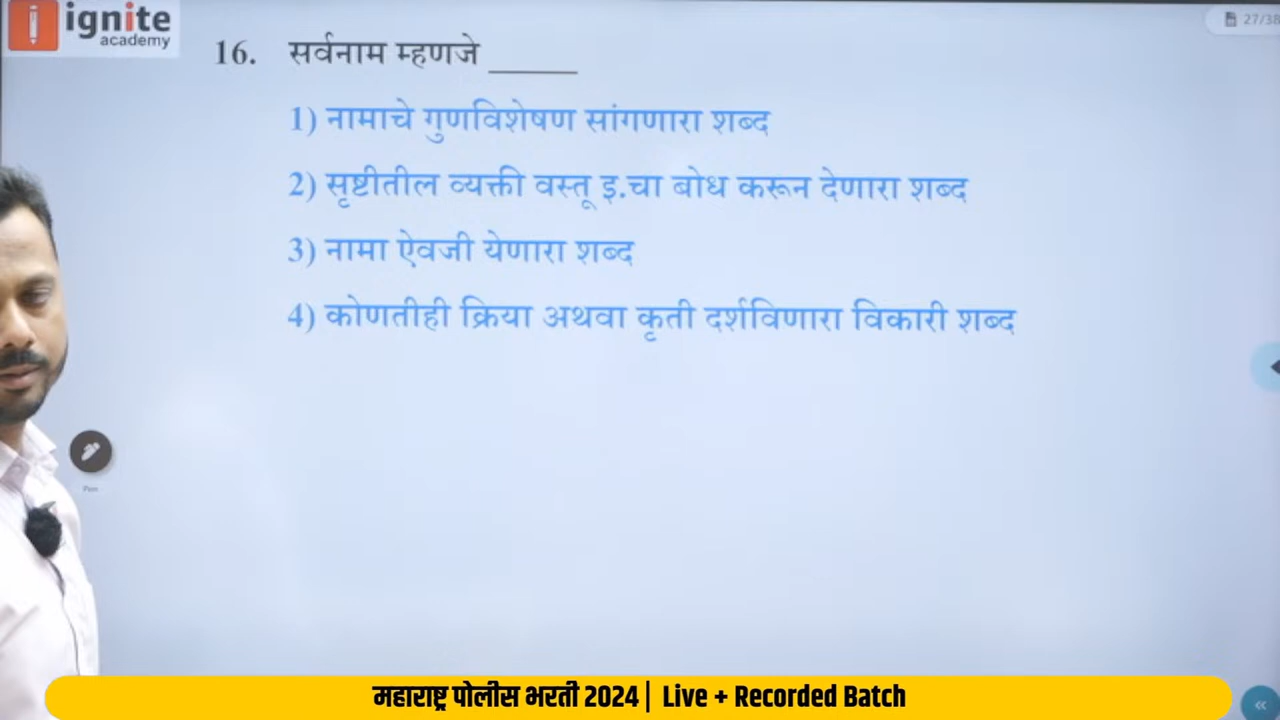 ignite
academy
27/38
16. सर्वनाम म्हणजे ______
1) नामाचे गुणविशेषण सांगणारा शब्द
2) सृष्टीतील व्यक्ती वस्तू इ.चा बोध करून देणारा शब्द
3) नामा ऐवजी येणारा शब्द
4) कोणतीही क्रिया अथवा कृती दर्शविणारा विकारी शब्द
Pen
महाराष्ट्र पोलीस भरती 2024 | Live + Recorded Batch